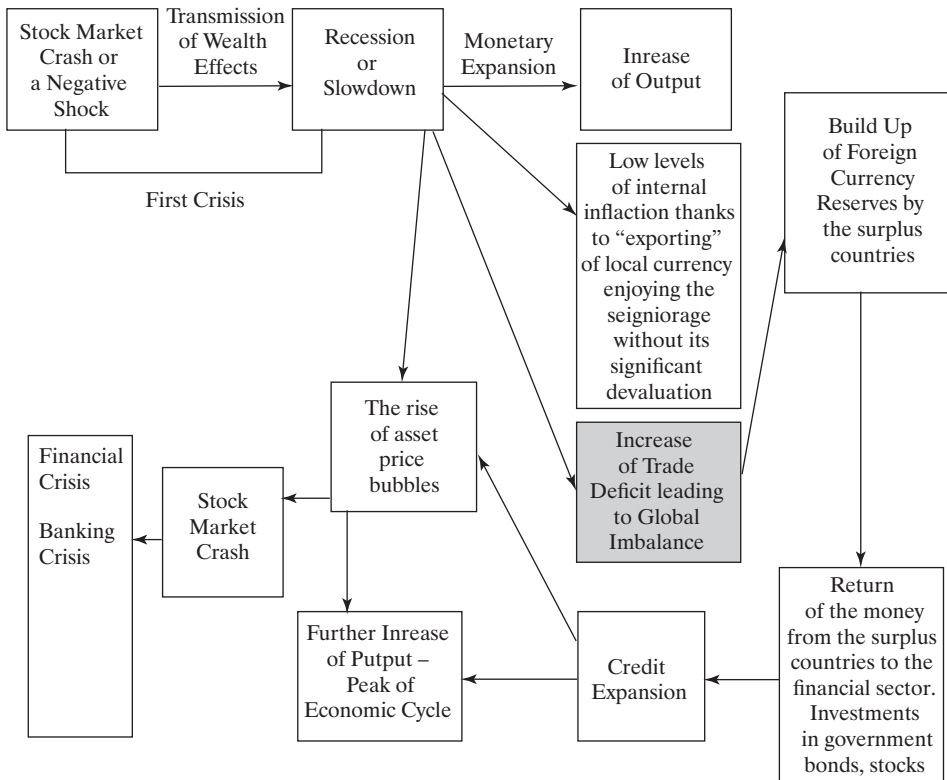 Stock Market
Crash or
a Negative
Shock
Transmission
of Wealth
Effects
Recession
or
Slowdown
Monetary
Expansion
Inrease
of Output
First Crisis
Low levels
of internal
inflaction thanks
to “exporting”
of local currency
enjoying the
seigniorage
without its
significant
devaluation
Build Up
of Foreign
Currency
Reserves by
the surplus
countries
The rise
of asset
price
bubbles
Increase
of Trade
Deficit leading
to Global
Imbalance
Financial
Crisis
Banking
Crisis
Stock
Market
Crash
Further Inrease
of Putput –
Peak of
Economic Cycle
Credit
Expansion
Return
of the money
from the surplus
countries to the
financial sector.
Investments
in government
bonds, stocks